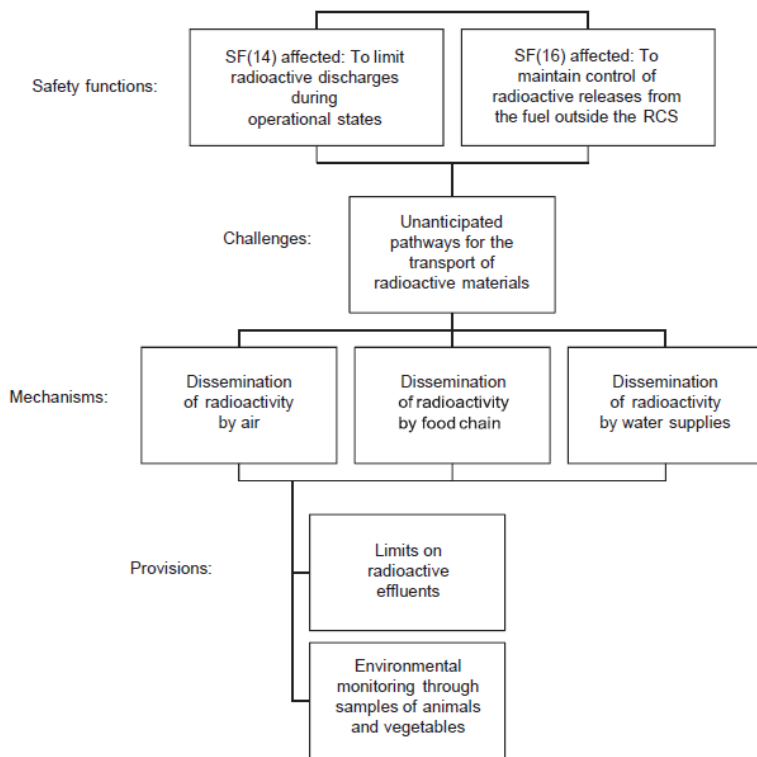 Safety functions:
SF(14) affected: To limit
radioactive discharges
during
operational states
SF(16) affected: To
maintain control of
radioactive releases from
the fuel outside the RCS
Challenges:
Unanticipated
pathways for the
transport of
radioactive materials
Mechanisms:
Dissemination
of radioactivity
by air
Dissemination
of radioactivity
by food chain
Dissemination
of radioactivity
by water supplies
Provisions:
Limits on
radioactive
effluents
Environmental
monitoring through
samples of animals
and vegetables